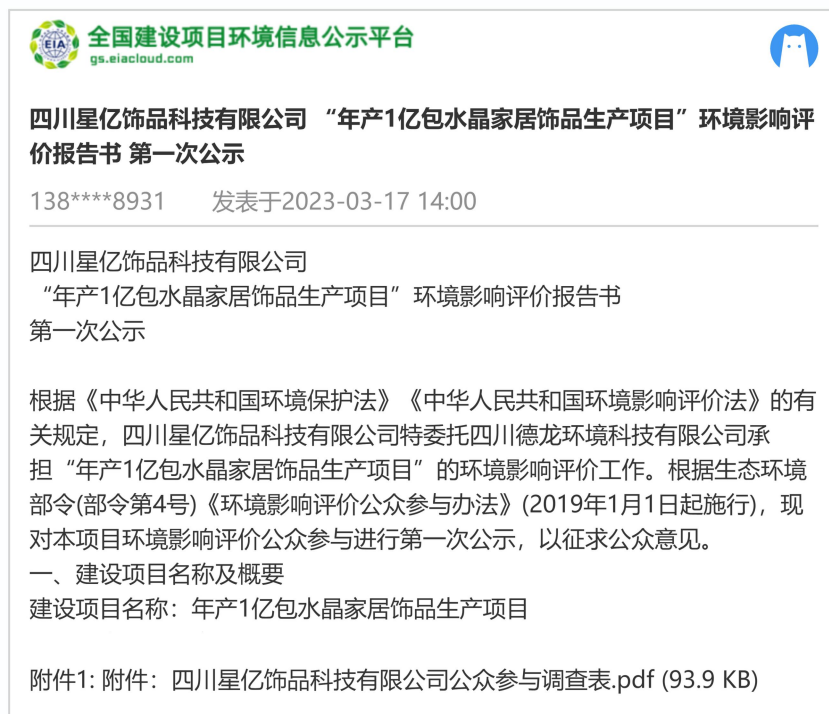 EIA
全国建设项目环境信息公示平台
gs.eiacloud.com
四川星亿饰品科技有限公司 “年产1亿包水晶家居饰品生产项目”环境影响评
价报告书 第一次公示
138****8931 发表于2023-03-17 14:00
四川星亿饰品科技有限公司
“年产1亿包水晶家居饰品生产项目”环境影响评价报告书
第一次公示
根据《中华人民共和国环境保护法》《中华人民共和国环境影响评价法》的有
关规定，四川星亿饰品科技有限公司特委托四川德龙环境科技有限公司承
担“年产1亿包水晶家居饰品生产项目”的环境影响评价工作。根据生态环境
部令(部令第4号)《环境影响评价公众参与办法》(2019年1月1日起施行)，现
对本项目环境影响评价公众参与进行第一次公示，以征求公众意见。
一、建设项目名称及概要
建设项目名称：年产1亿包水晶家居饰品生产项目
附件1: 附件：四川星亿饰品科技有限公司公众参与调查表.pdf (93.9 KB)